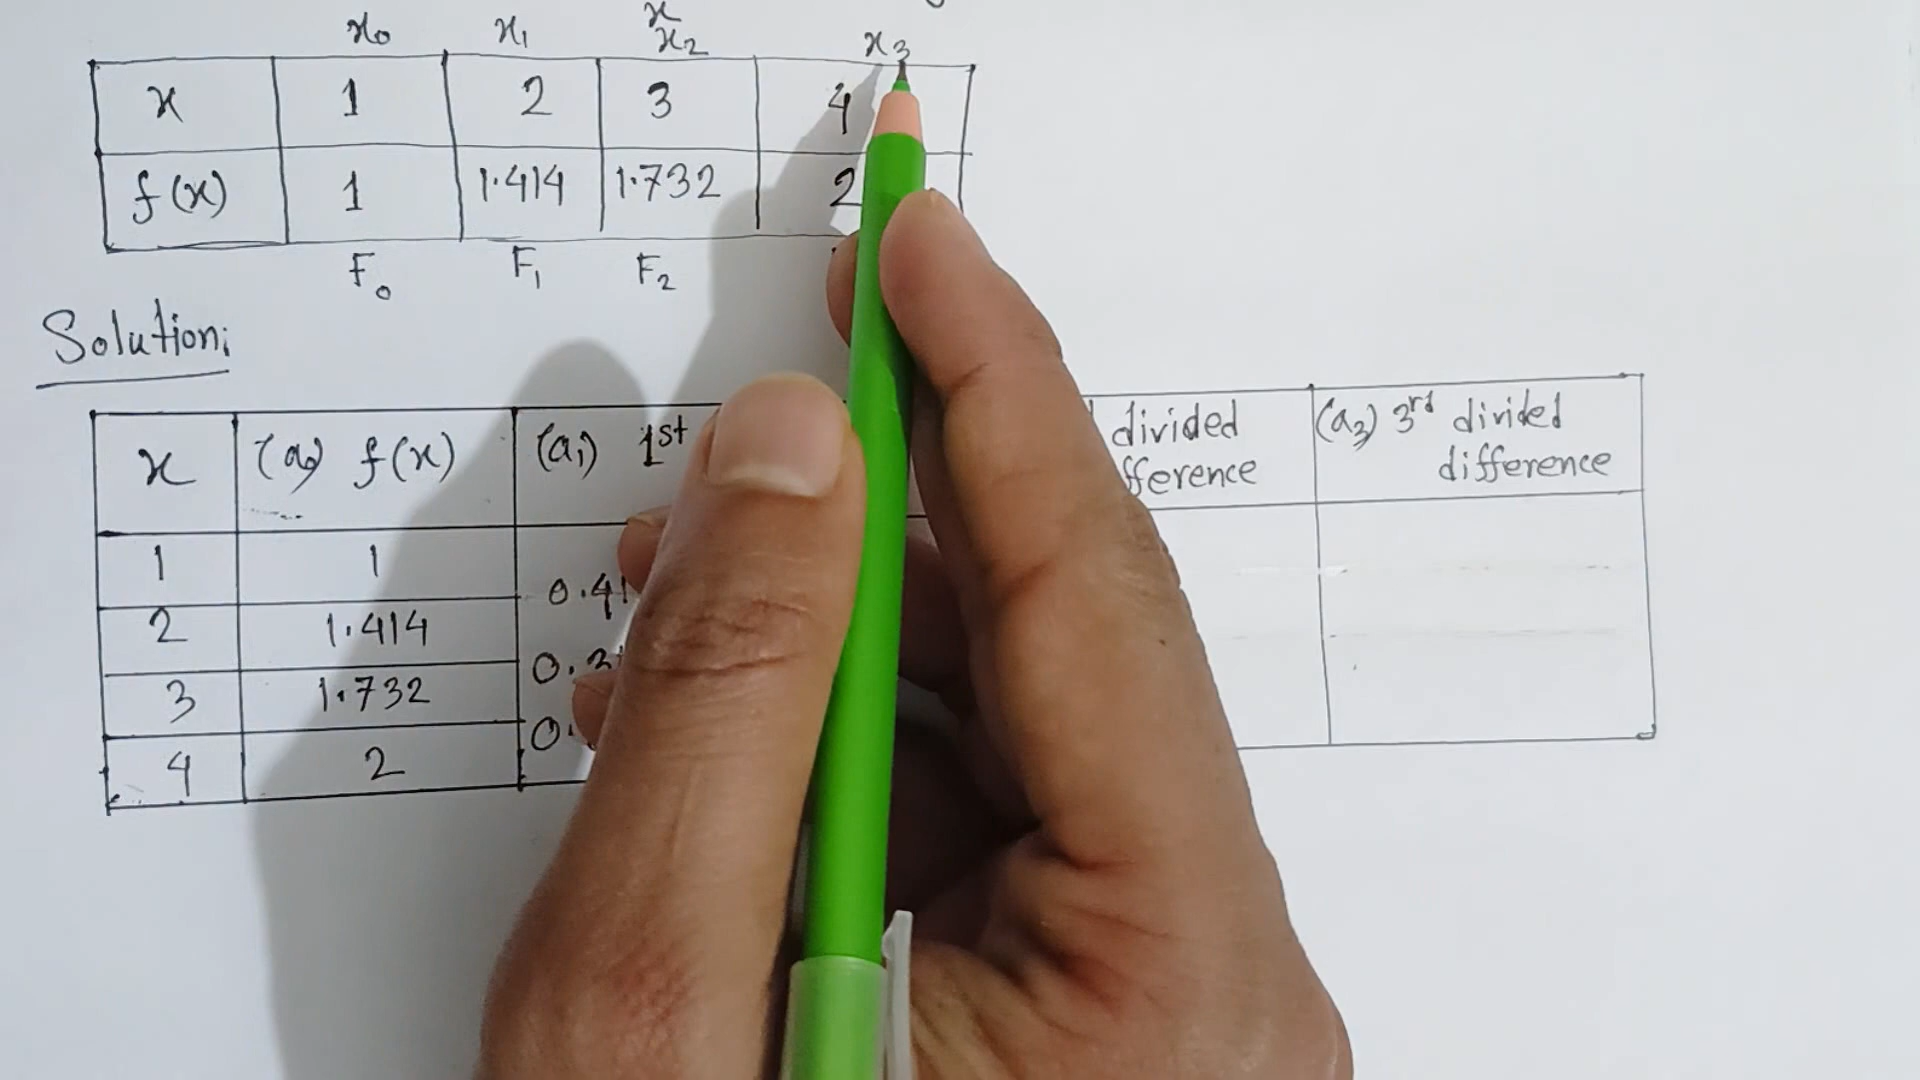 x0 x1 x x2 x3
x 1 2 3 4
f(x) 1 1.414 1.732 2
F0 F1 F2
Solution:
x (a0) f(x) (a1) 1st divided (a3) 3rd divided
difference
1 1
2 1.414
3 1.732
4 2